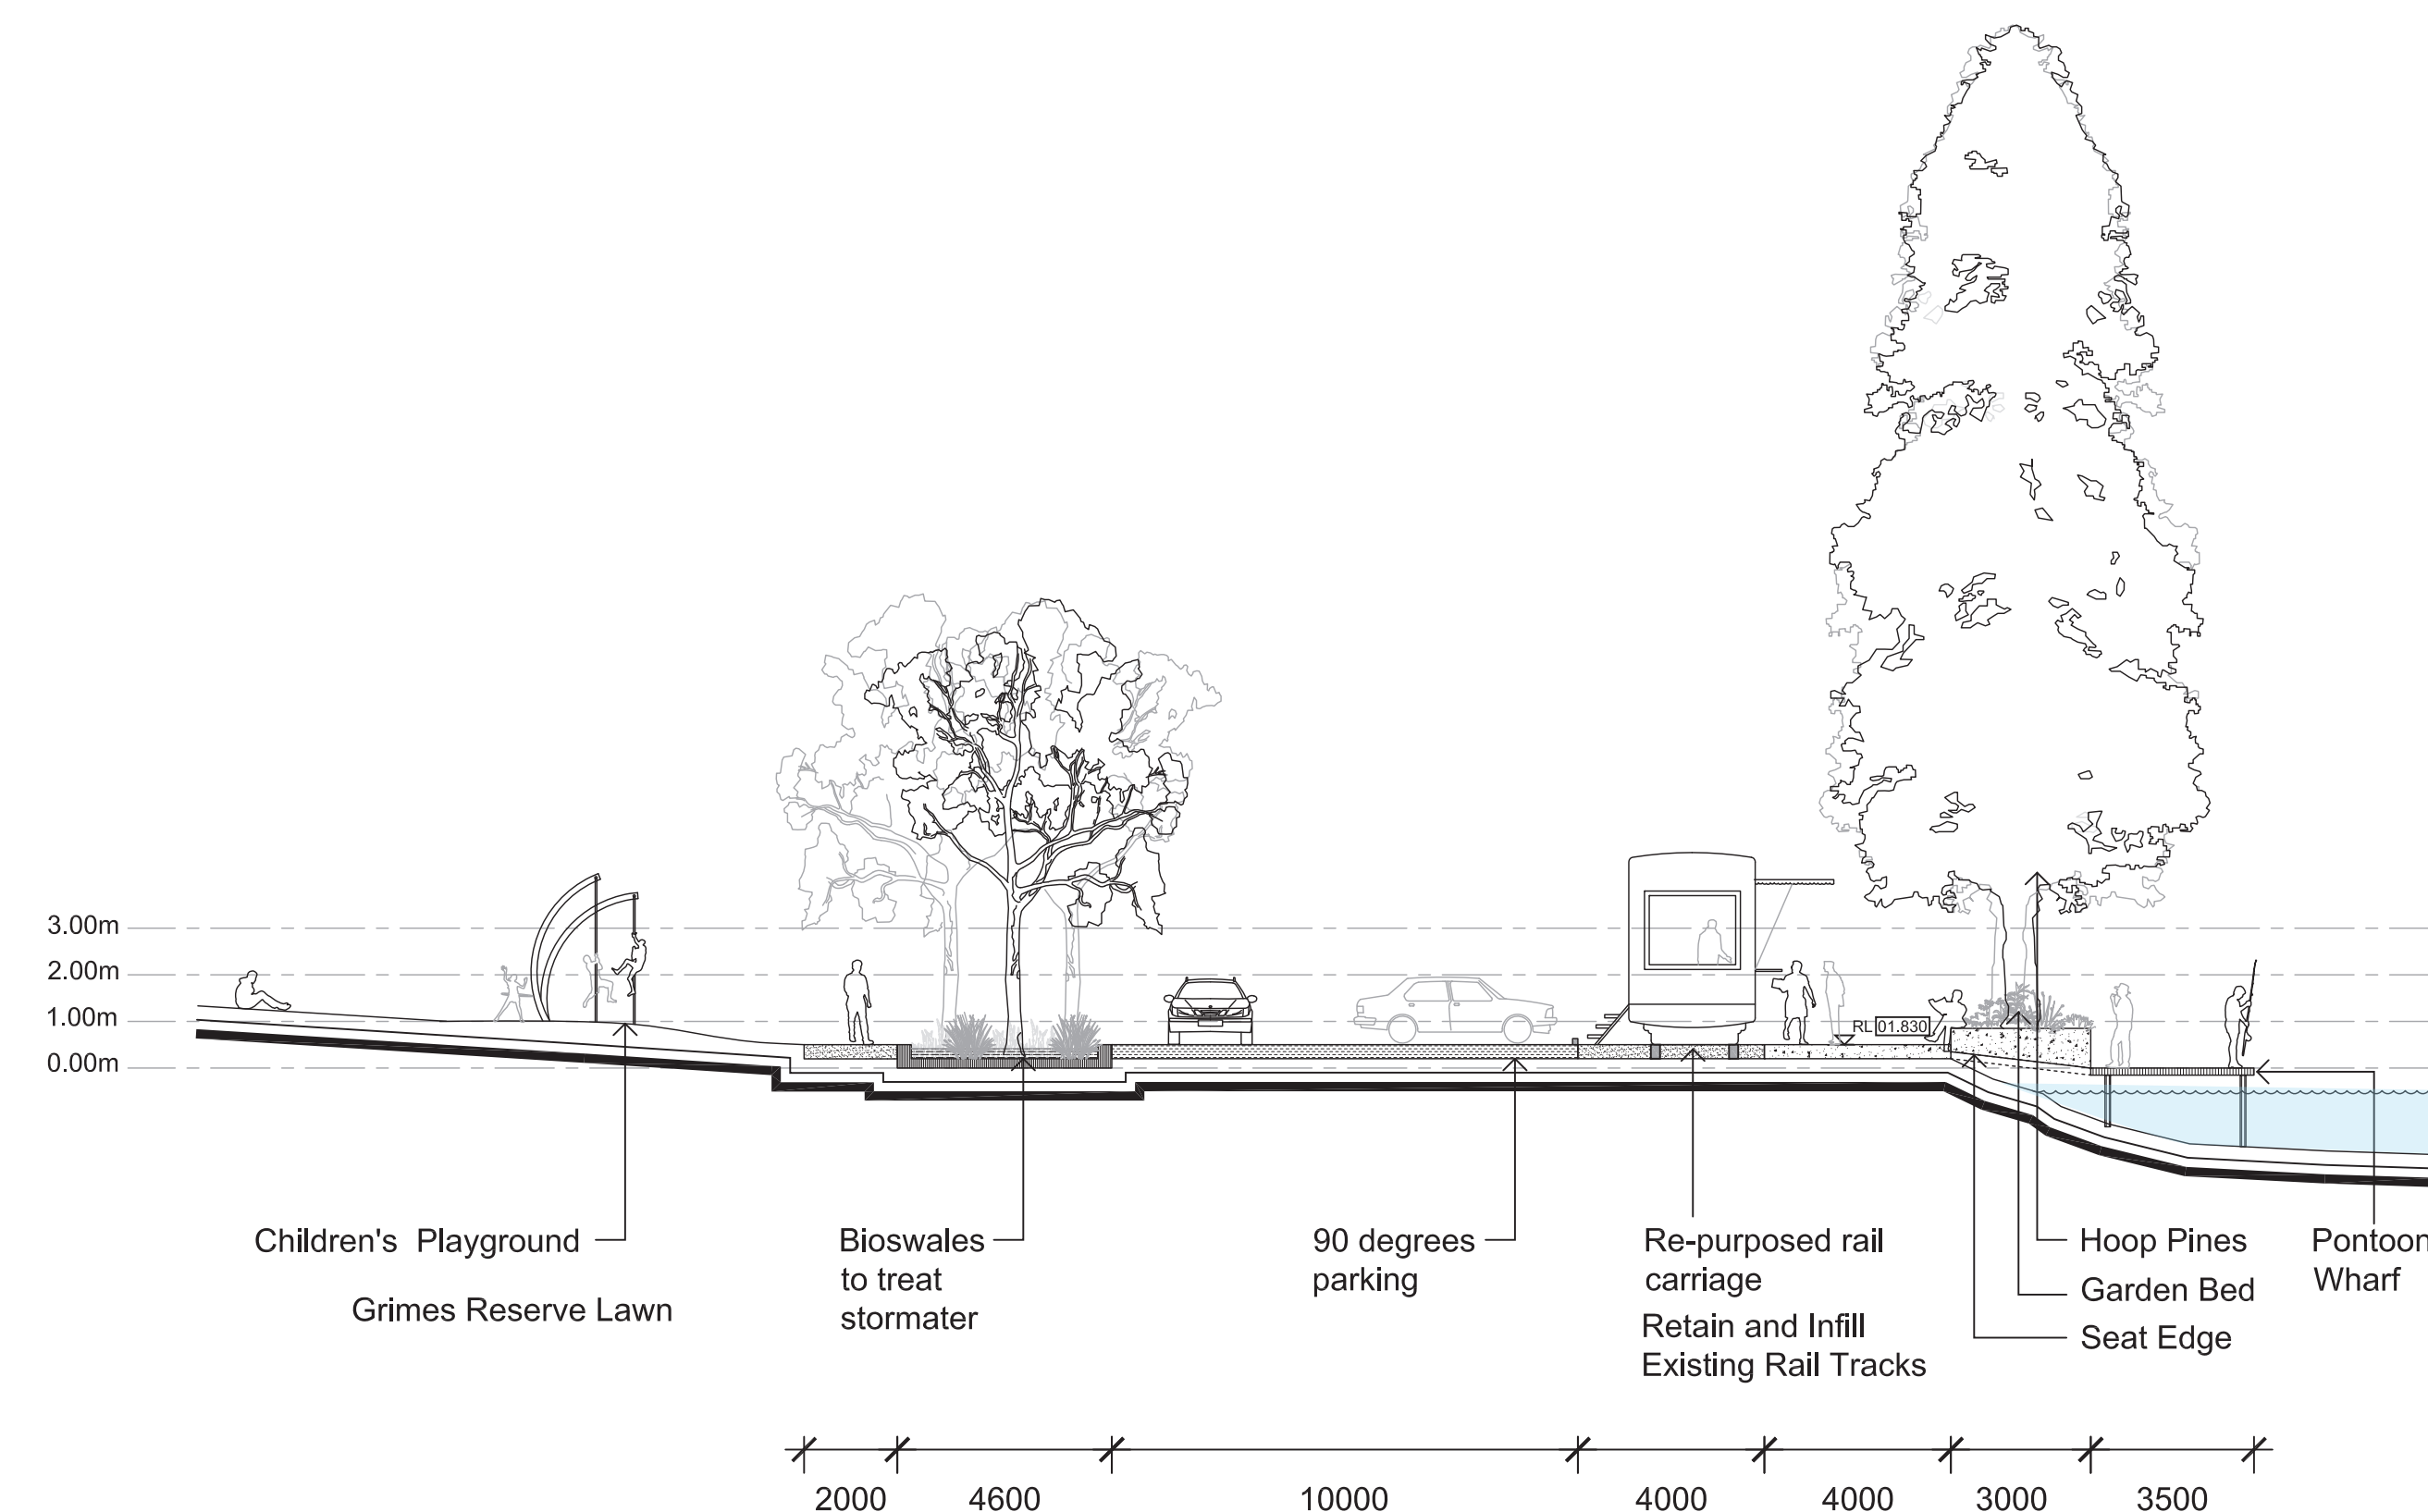 3.00m
2.00m
1.00m
0.00m
RL 01.830
Children's Playground
Grimes Reserve Lawn
Bioswales
to treat
stormater
90 degrees
parking
Re-purposed rail
carriage
Retain and Infill
Existing Rail Tracks
Hoop Pines
Garden Bed
Seat Edge
Pontoon
Wharf
2000 4600 10000 4000 4000 3000 3500